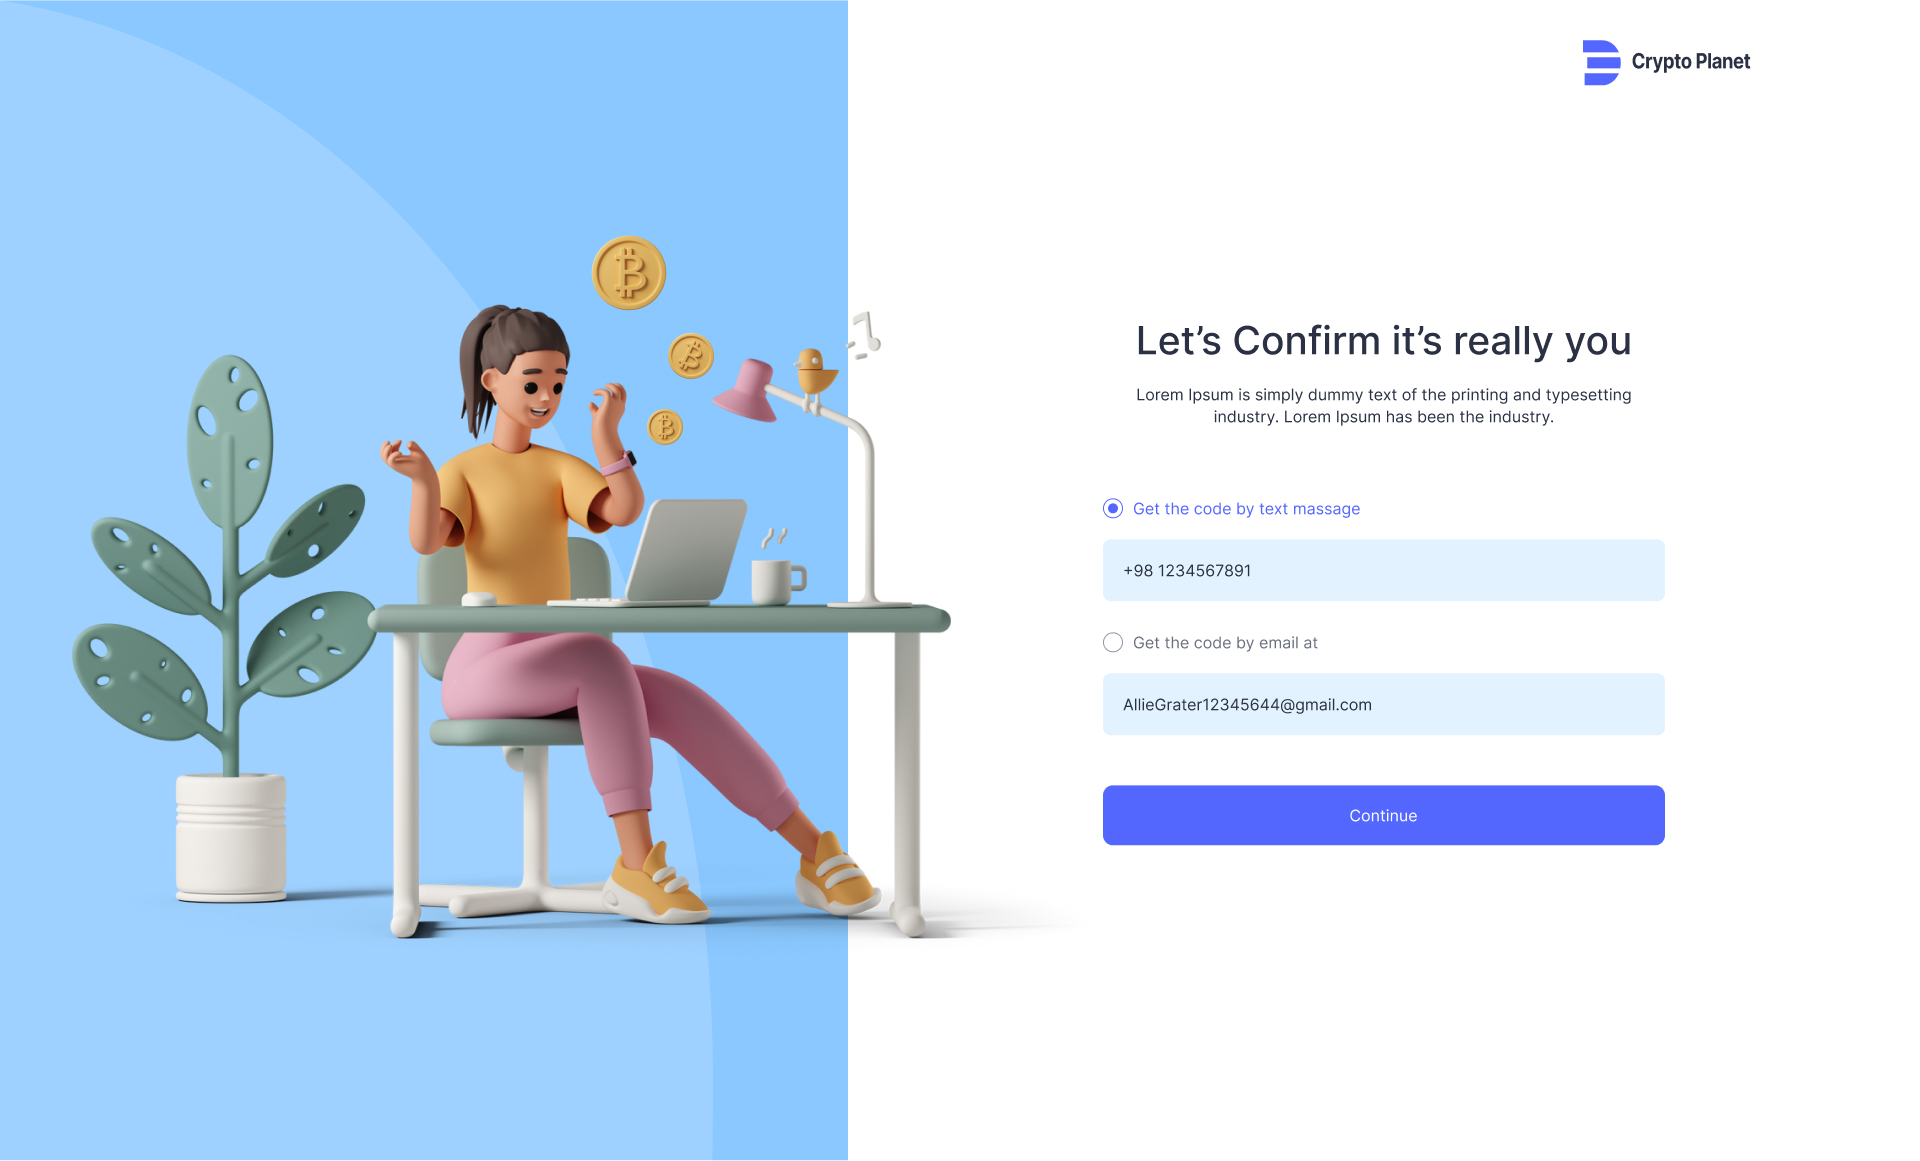 Crypto Planet
Let’s Confirm it’s really you
Lorem Ipsum is simply dummy text of the printing and typesetting
industry. Lorem Ipsum has been the industry.
Get the code by text massage
+98 1234567891
Get the code by email at
AllieGrater12345644@gmail.com
Continue